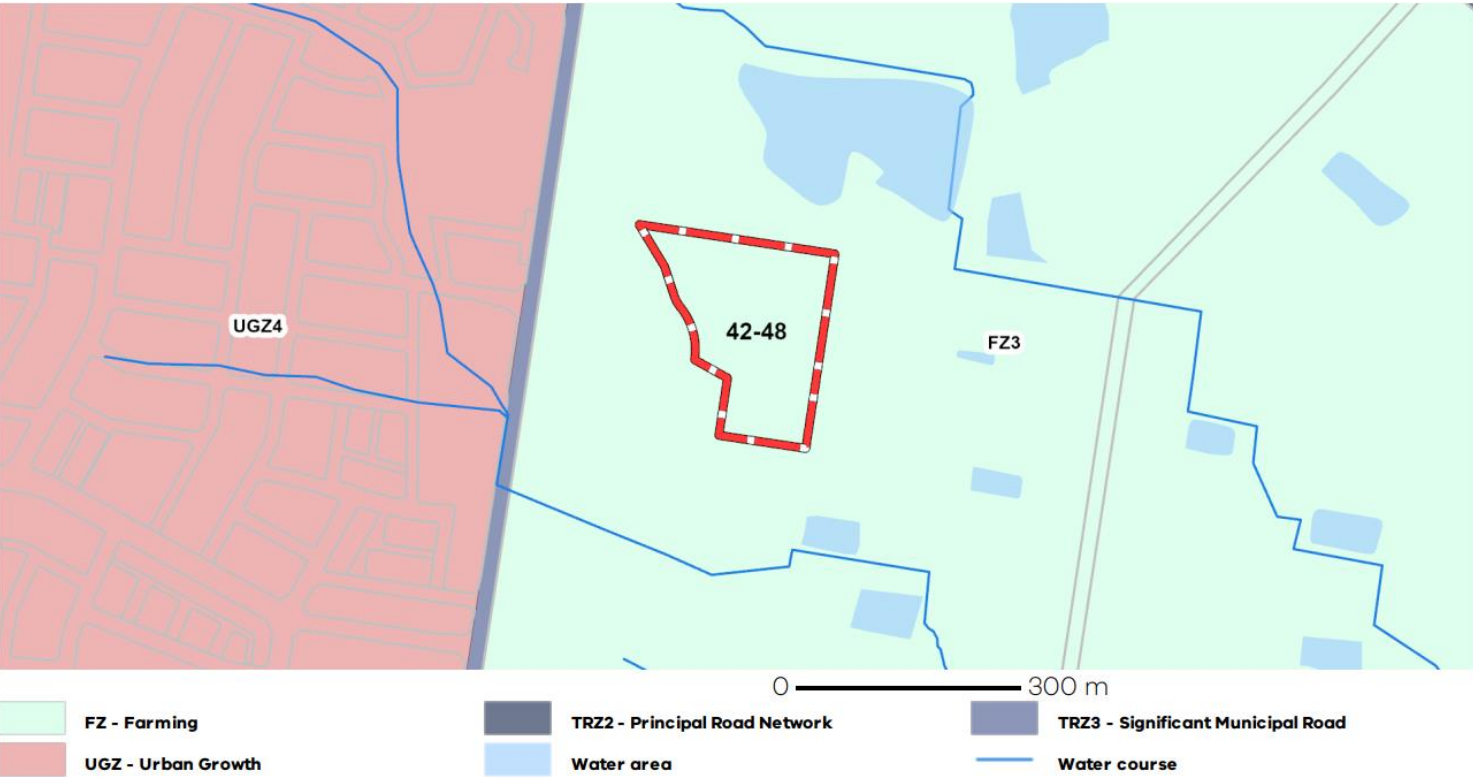 42-48
UGZ4
FZ3
0 300 m
FZ - Farming
TRZ2 - Principal Road Network
TRZ3 - Significant Municipal Road
UGZ - Urban Growth
Water area
Water course